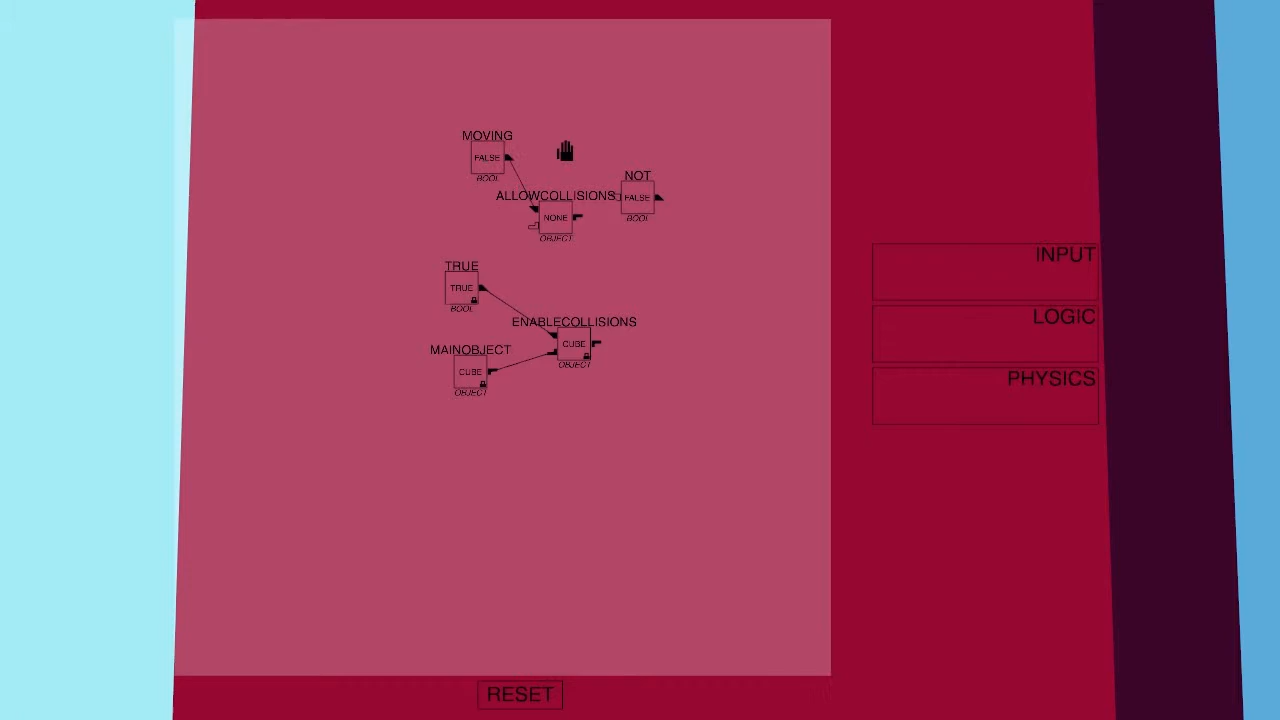 MOVING
FALSE
BOOL
NOT
FALSE
BOOL
ALLOWCOLLISIONS
NONE
OBJECT
TRUE
TRUE
BOOL
ENABLECOLLISIONS
CUBE
OBJECT
MAINOBJECT
CUBE
OBJECT
INPUT
LOGIC
PHYSICS
RESET